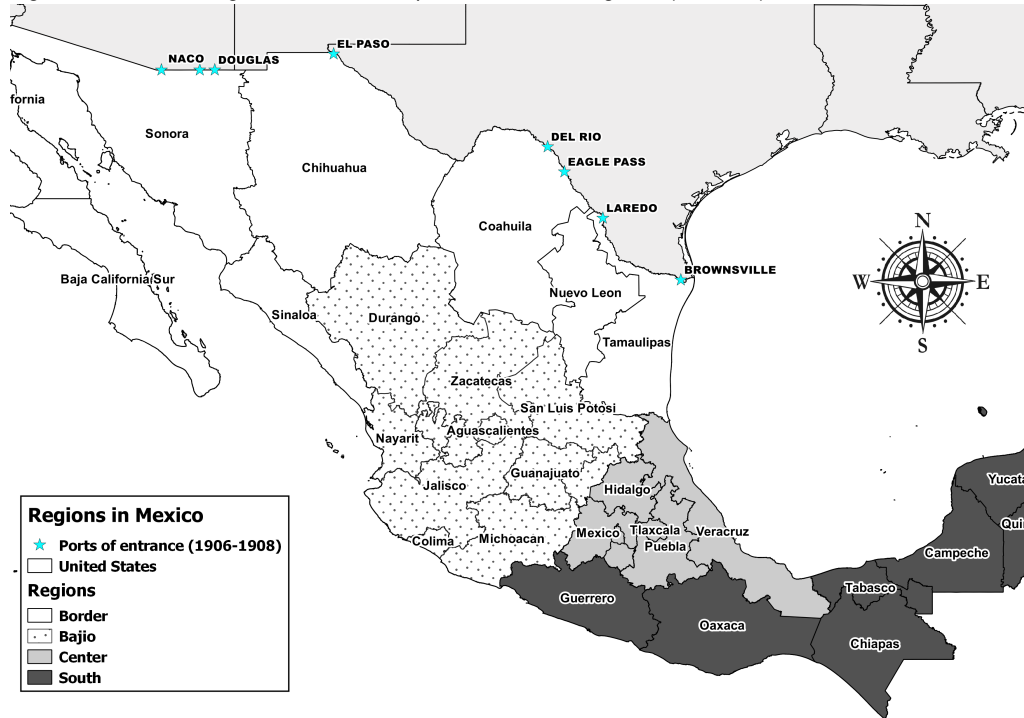 EL PASO
NACO
DOUGLAS
fornia
Sonora
DEL RIO
Chihuahua
EAGLE PASS
LAREDO
Coahuila
N
BROWNSVILLE
Baja California Sur
W
E
Nuevo Leon
Sinaloa
Durango
S
Tamaulipas
Zacatecas
San Luis Potosi
Aguascalientes
Nayarit
Guanajuato
Yucata
Jalisco
Hidalgo
Regions in Mexico
Quin
Ports of entrance (1906-1908)
Tlaxcala
Veracruz
Mexico
Colima
Michoacan
Puebla
Campeche
United States
Regions
Tabasco
Guerrero
Border
Oaxaca
Bajio
Chiapas
Center
South